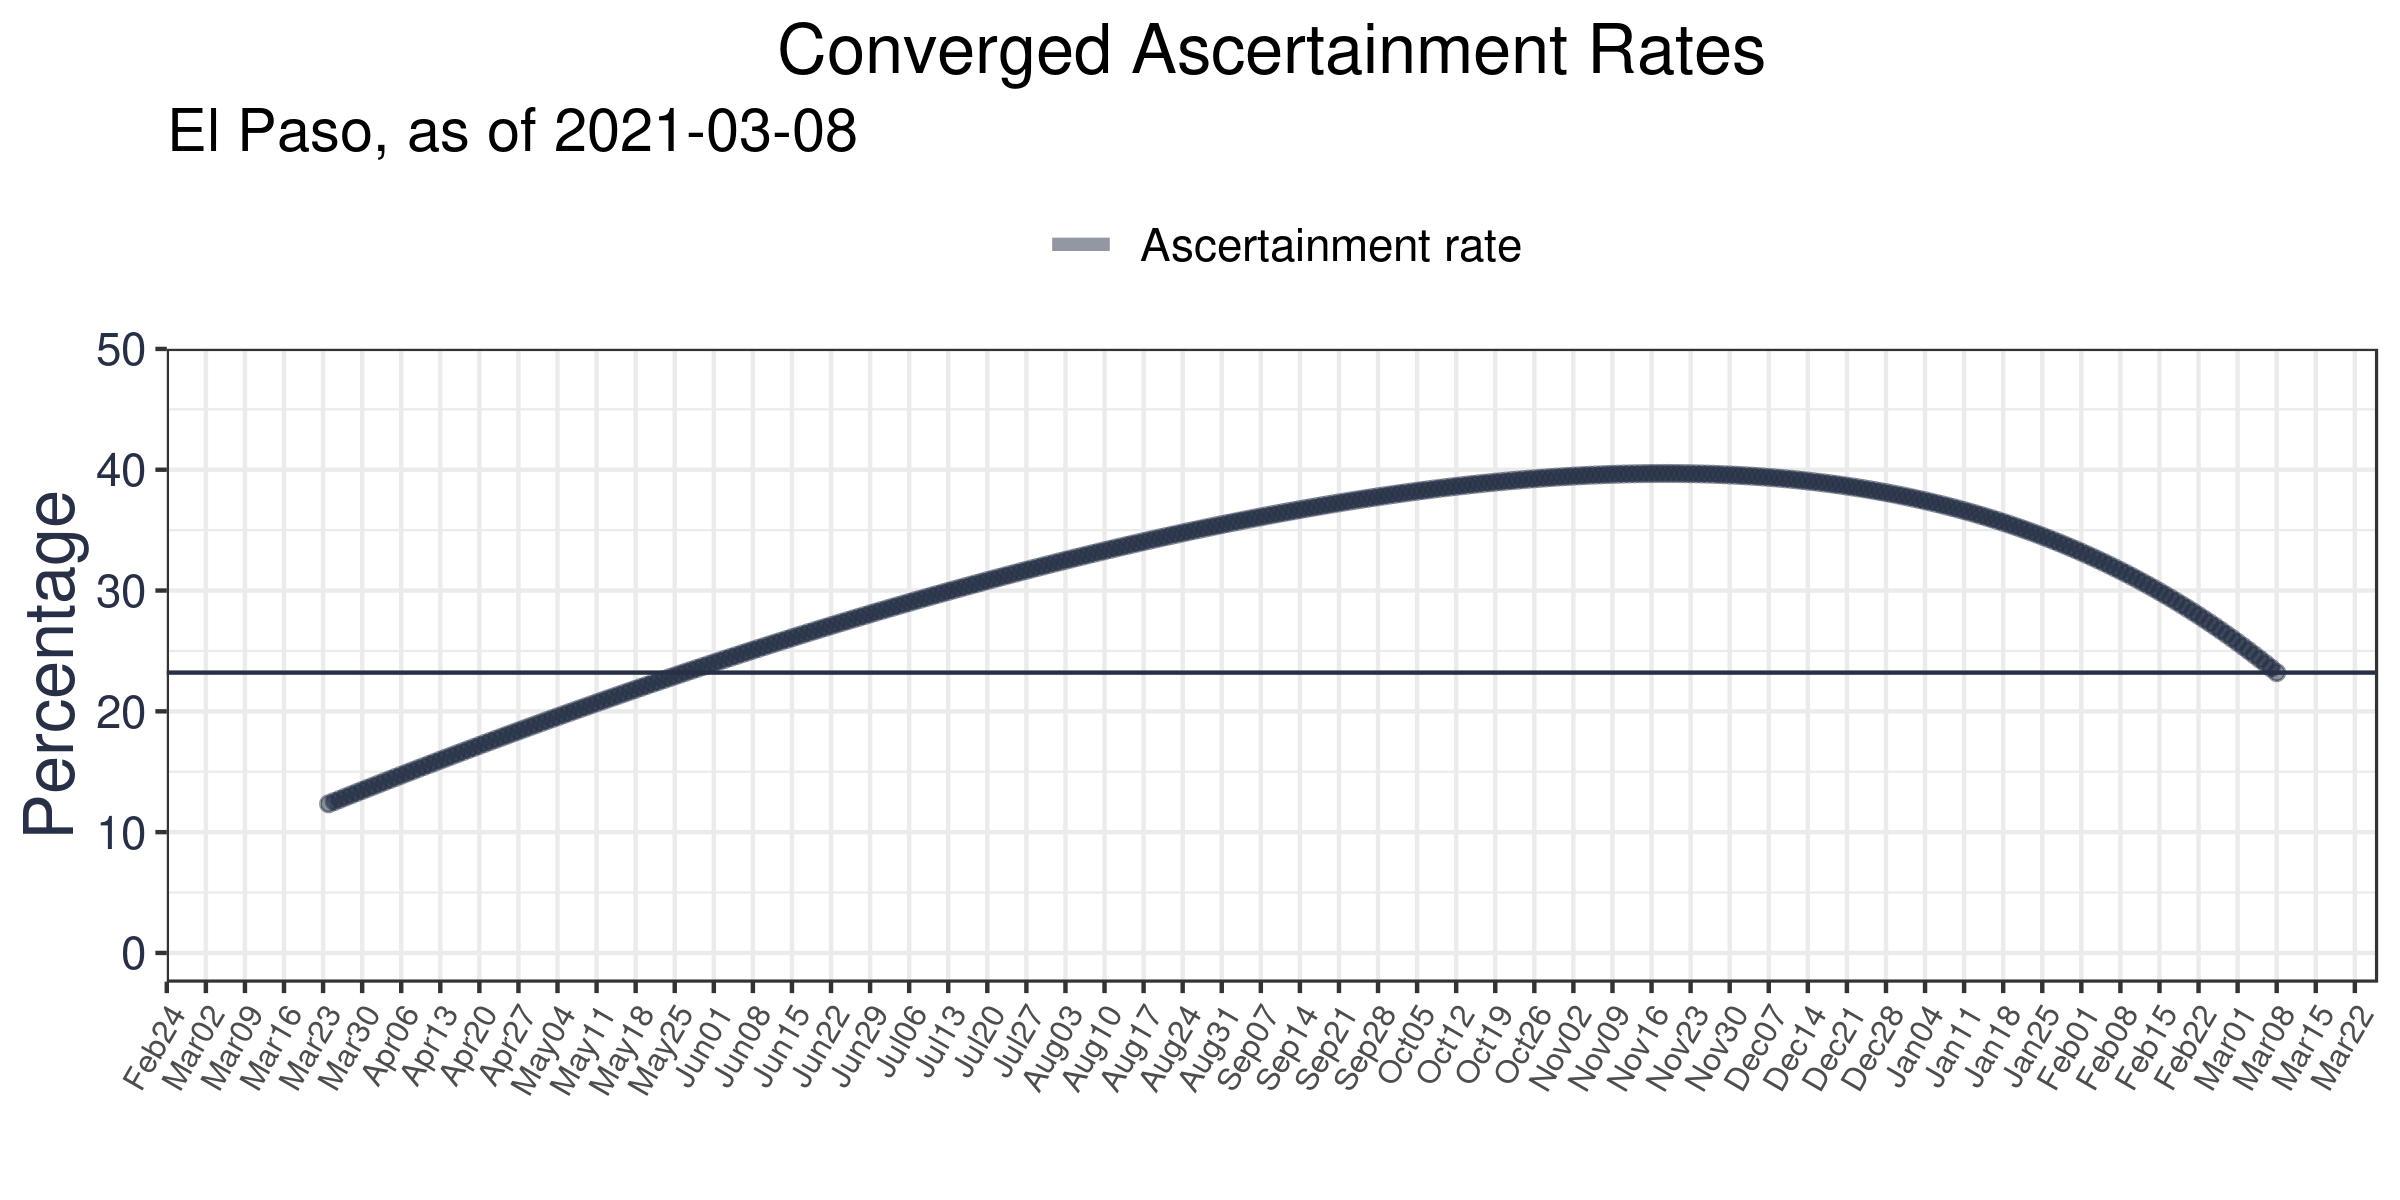 Converged Ascertainment Rates
El Paso, as of 2021-03-08
Ascertainment rate
Percentage
50
40
30
20
10
0
Feb24 Mar02 Mar09 Mar16 Mar23 Mar30 Apr06 Apr13 Apr20 Apr27 May04 May11 May18 May25 Jun01 Jun08 Jun15 Jun22 Jun29 Jul06 Jul13 Jul20 Jul27 Aug03 Aug10 Aug17 Aug24 Aug31 Sep07 Sep14 Sep21 Sep28 Oct05 Oct12 Oct19 Oct26 Nov02 Nov09 Nov16 Nov23 Nov30 Dec07 Dec14 Dec21 Dec28 Jan04 Jan11 Jan18 Jan25 Feb01 Feb08 Feb15 Feb22 Mar01 Mar08 Mar15 Mar22